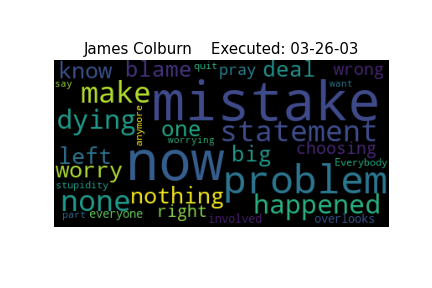 James Colburn    Executed: 03-26-03
know blame quit pray deal wrong
say make mistake want
dying anymore one statement
worrying choosing
left now big Everybody
worry problem
stupidity nothing
none right happened
part everyone involved overlooks